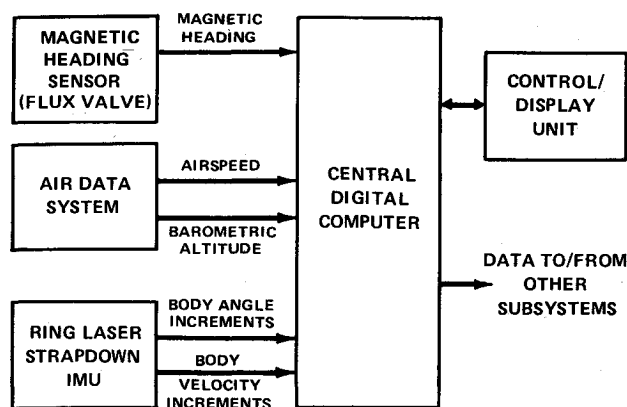 MAGNETIC
HEADING
SENSOR
(FLUX VALVE)
MAGNETIC
HEADING
AIR DATA
SYSTEM
AIRSPEED
BAROMETRIC
ALTITUDE
RING LASER
STRAPDOWN
IMU
BODY ANGLE
INCREMENTS
BODY
VELOCITY
INCREMENTS
CENTRAL
DIGITAL
COMPUTER
CONTROL/
DISPLAY
UNIT
DATA TO/FROM
OTHER
SUBSYSTEMS